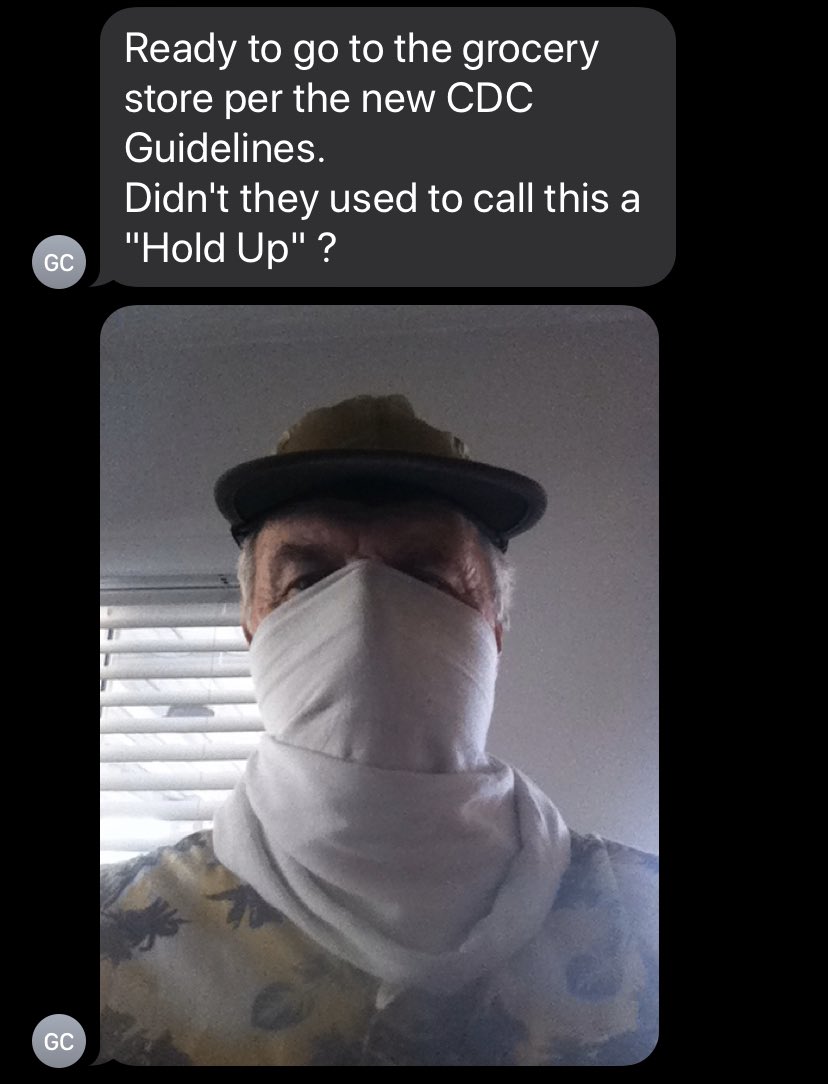 Ready to go to the grocery
store per the new CDC
Guidelines.
Didn't they used to call this a
"Hold Up" ?
GC
GC